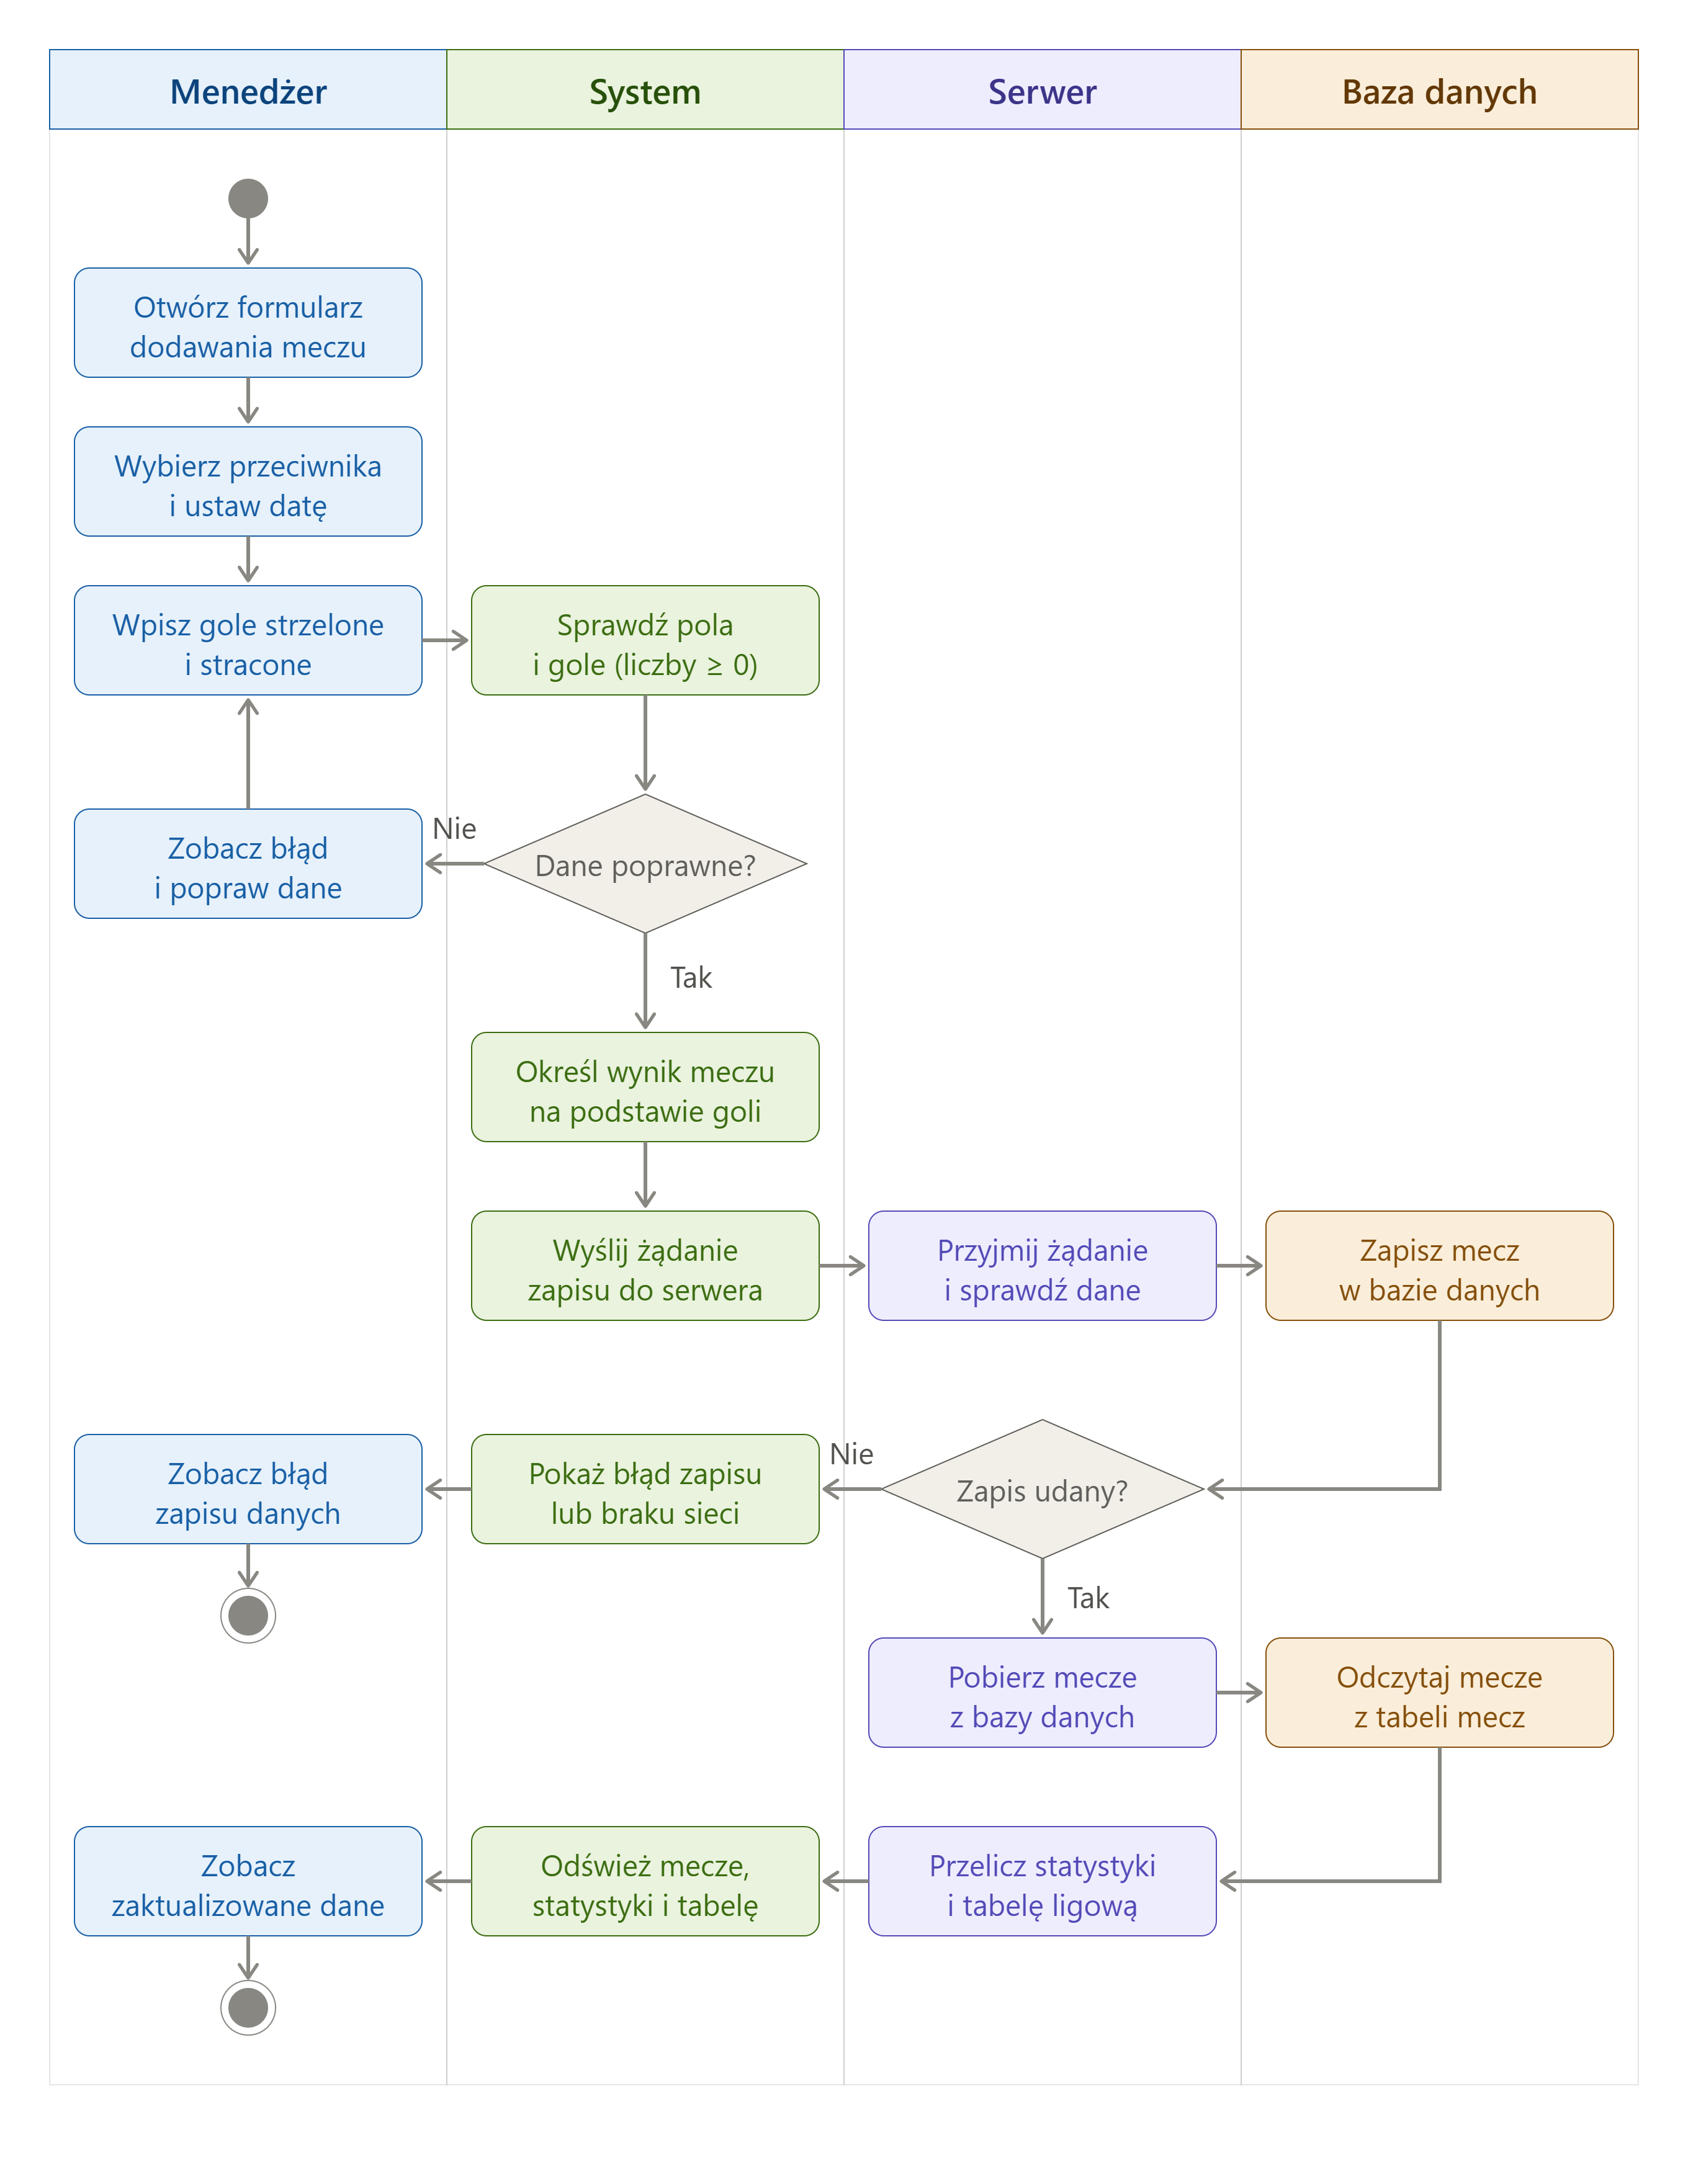 Menedżer
System
Serwer
Baza danych
Otwórz formularz
dodawania meczu
Wybierz przeciwnika
i ustaw datę
Wpisz gole strzelone
i stracone
Sprawdź pola
i gole (liczby ≥ 0)
Zobacz błąd
i popraw dane
Nie
Dane poprawne?
Tak
Określ wynik meczu
na podstawie goli
Wyślij żądanie
zapisu do serwera
Przyjmij żądanie
i sprawdź dane
Zapisz mecz
w bazie danych
Zobacz błąd
zapisu danych
Pokaż błąd zapisu
lub braku sieci
Nie
Zapis udany?
Tak
Pobierz mecze
z bazy danych
Odczytaj mecze
z tabeli mecz
Zobacz
zaktualizowane dane
Odśwież mecze,
statystyki i tabelę
Przelicz statystyki
i tabelę ligową